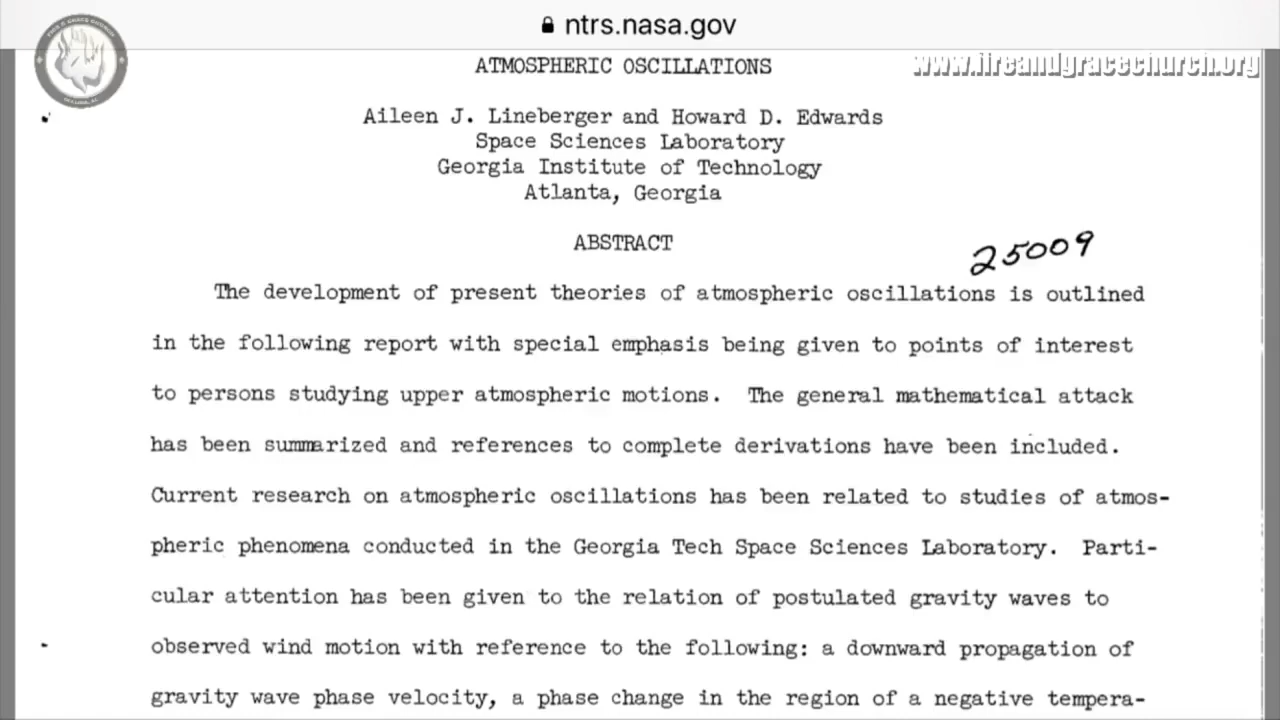 ntrs.nasa.gov
www.fireandgracechurch.org
ATMOSPHERIC OSCILLATIONS
Aileen J. Lineberger and Howard D. Edwards
Space Sciences Laboratory
Georgia Institute of Technology
Atlanta, Georgia
ABSTRACT
25009
The development of present theories of atmospheric oscillations is outlined
in the following report with special emphasis being given to points of interest
to persons studying upper atmospheric motions. The general mathematical attack
has been summarized and references to complete derivations have been included.
Current research on atmospheric oscillations has been related to studies of atmos-
pheric phenomena conducted in the Georgia Tech Space Sciences Laboratory. Parti-
cular attention has been given to the relation of postulated gravity waves to
observed wind motion with reference to the following: a downward propagation of
gravity wave phase velocity, a phase change in the region of a negative tempera-